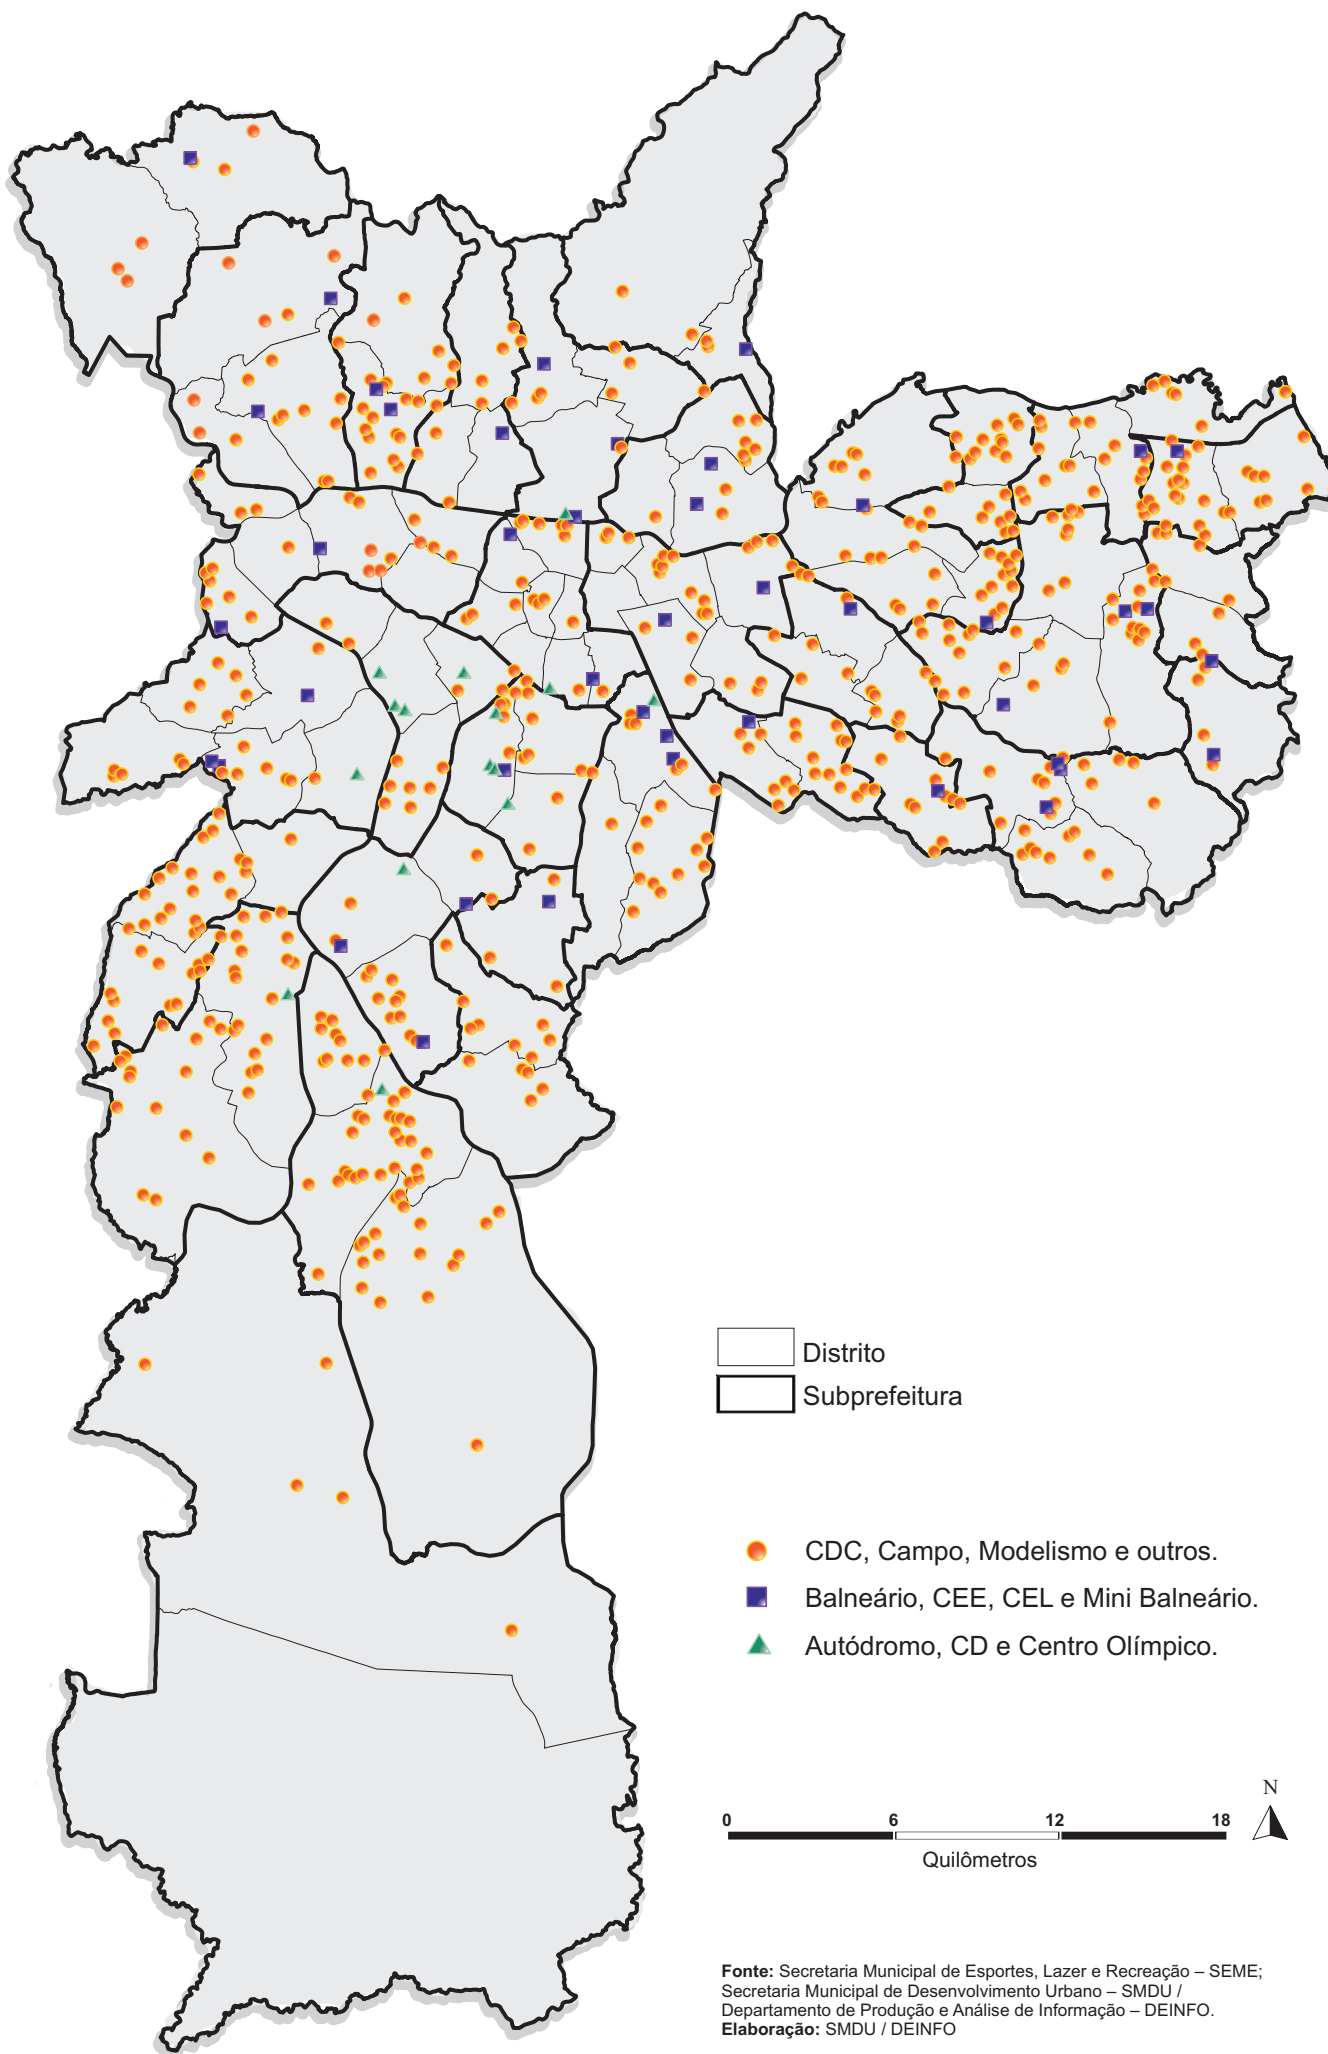 Distrito
Subprefeitura
CDC, Campo, Modelismo e outros.
Balneário, CEE, CEL e Mini Balneário.
Autódromo, CD e Centro Olímpico.
N
0 6 12 18
Quilômetros
Fonte: Secretaria Municipal de Esportes, Lazer e Recreação – SEME;
Secretaria Municipal de Desenvolvimento Urbano – SMDU /
Departamento de Produção e Análise de Informação – DEINFO.
Elaboração: SMDU / DEINFO